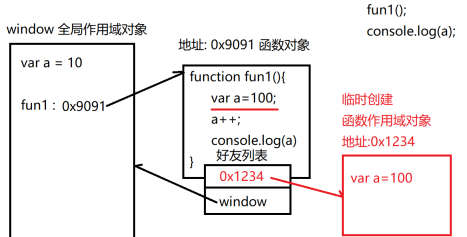 fun1();
console.log(a);
window 全局作用域对象
var a = 10
fun1 : 0x9091
地址: 0x9091 函数对象
function fun1(){
var a=100;
a++;
console.log(a)
}
好友列表
0x1234
window
临时创建
函数作用域对象
地址:0x1234
var a=100